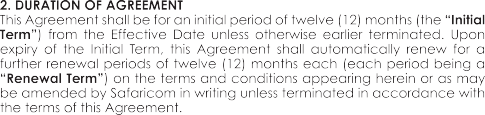 2. DURATION OF AGREEMENT
This Agreement shall be for an initial period of twelve (12) months (the “Initial
Term”) from the Effective Date unless otherwise earlier terminated. Upon
expiry of the Initial Term, this Agreement shall automatically renew for a
further renewal periods of twelve (12) months each (each period being a
“Renewal Term”) on the terms and conditions appearing herein or as may
be amended by Safaricom in writing unless terminated in accordance with
the terms of this Agreement.